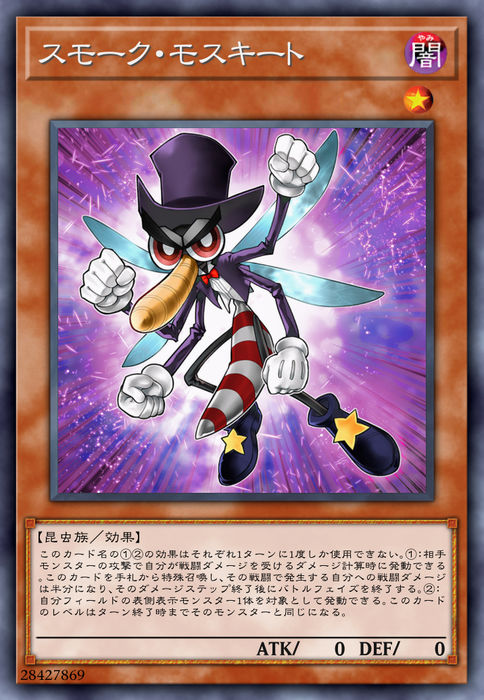 スモーク・モスキート
やみ
闇
【昆虫族／効果】
このカード名の①②の効果はそれぞれ1ターンに1度しか使用できない。①：相手
モンスターの攻撃で自分が戦闘ダメージを受けるダメージ計算時に発動できる
。このカードを手札から特殊召喚し、その戦闘で発生する自分への戦闘ダメージ
は半分になり、そのダメージステップ終了後にバトルフェイズを終了する。②：
自分フィールドの表側表示モンスター1体を対象として発動できる。このカード
のレベルはターン終了時までそのモンスターと同じになる。
ATK/ 0 DEF/ 0
28427869